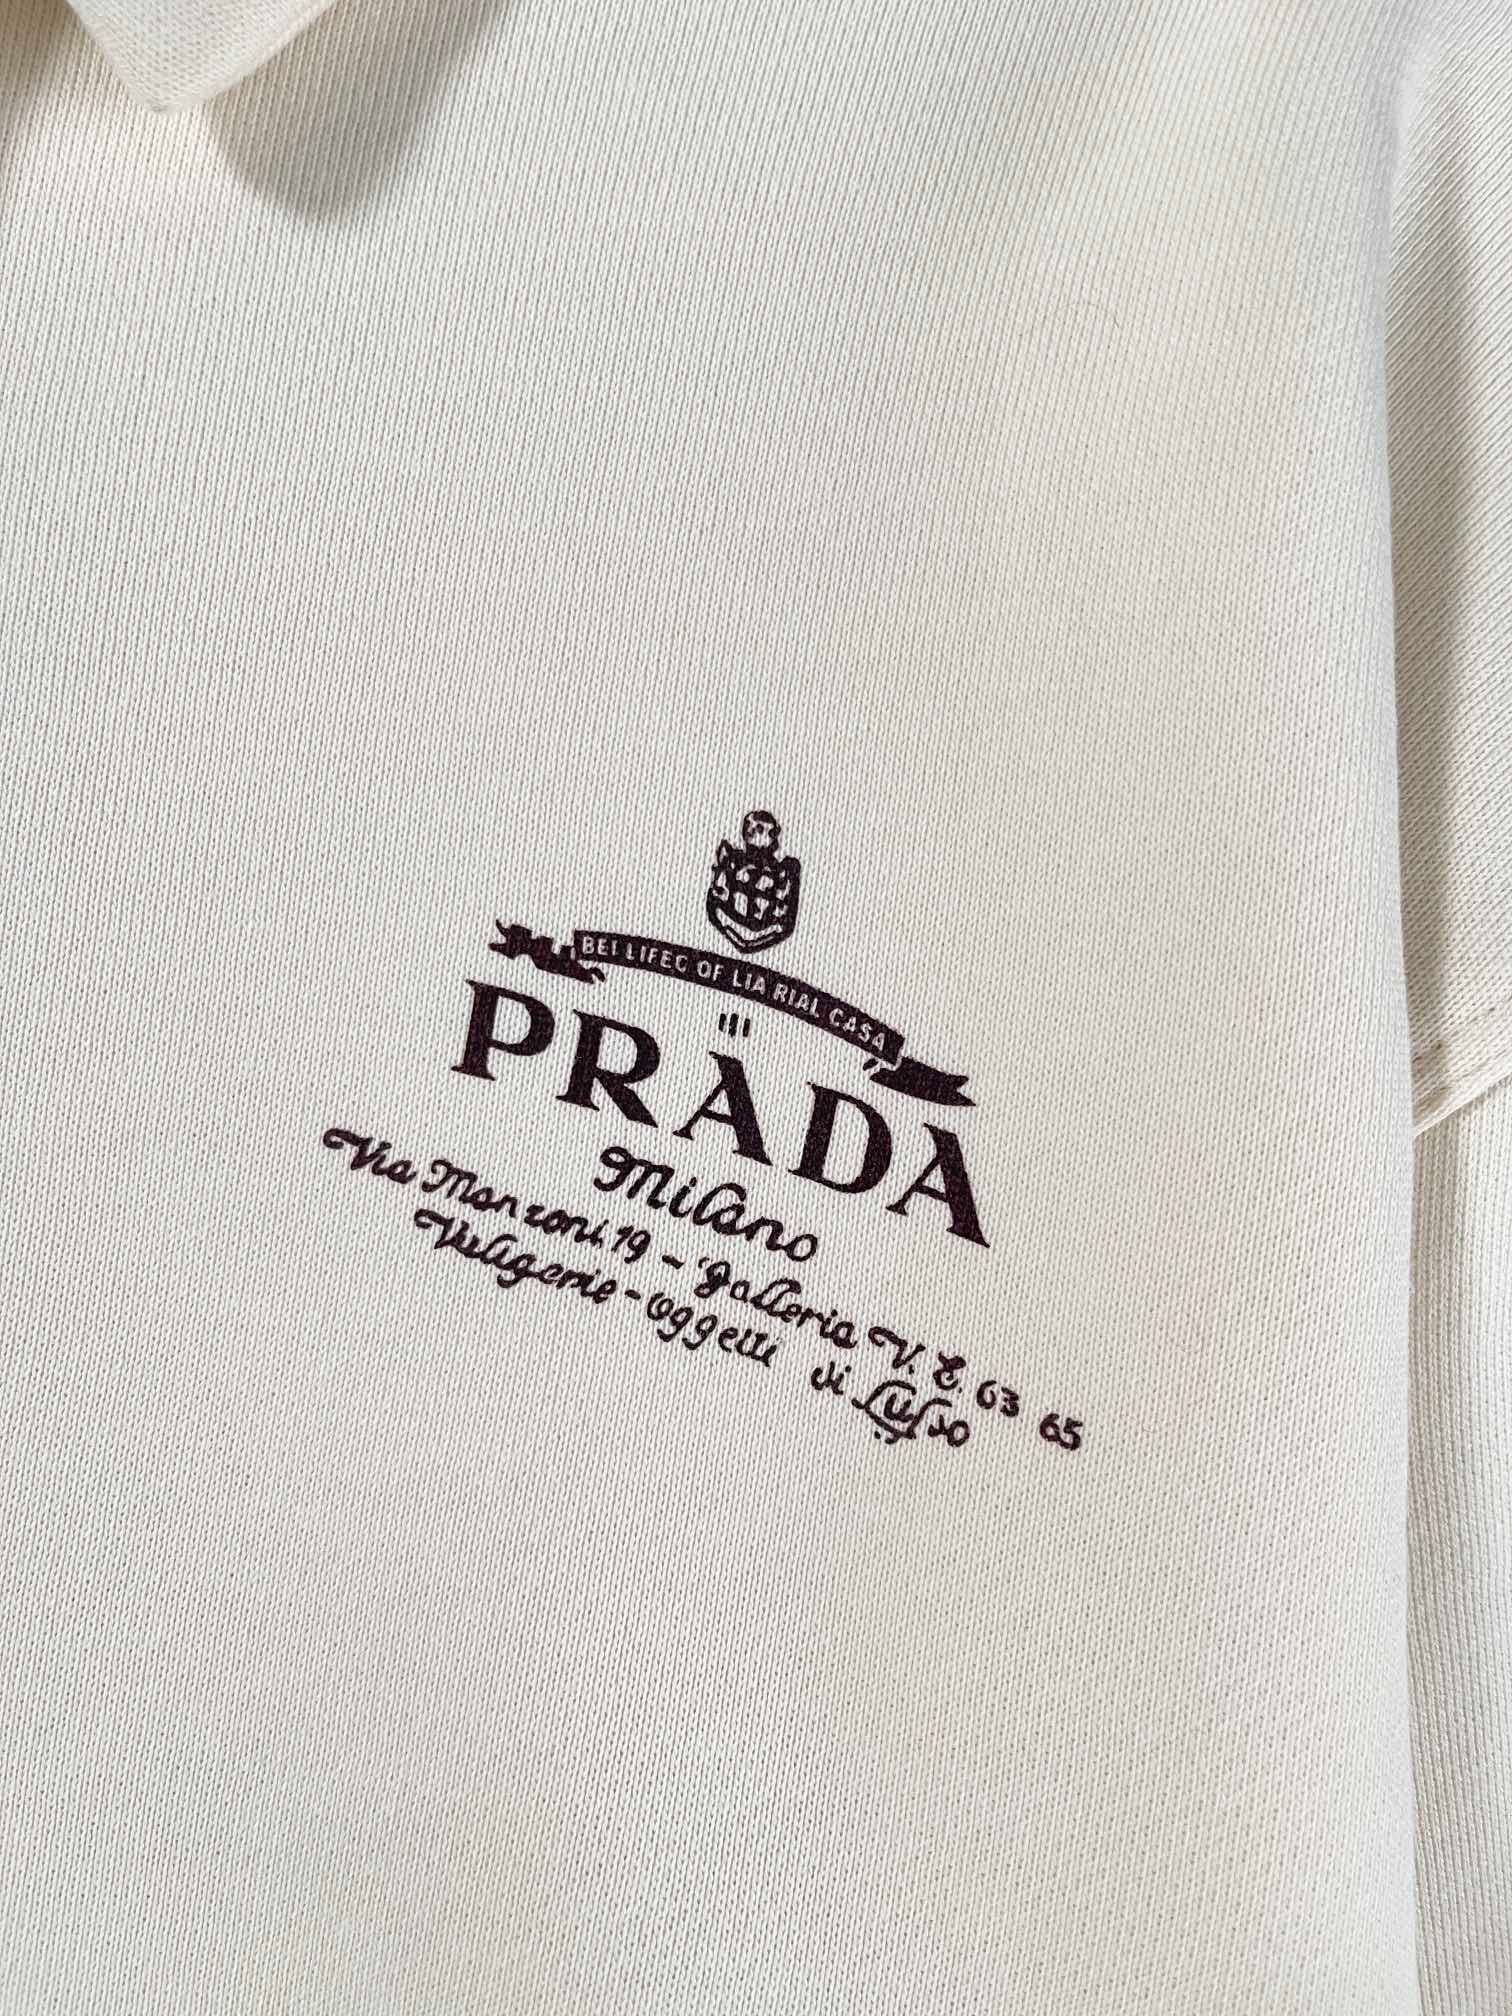 BEI LIFEC OF LIA RIAL CASA
PRADA
Milano
Via Manzoni, 19 - Galleria V. E. 63 65
Valigerie - oggetti di Lusso